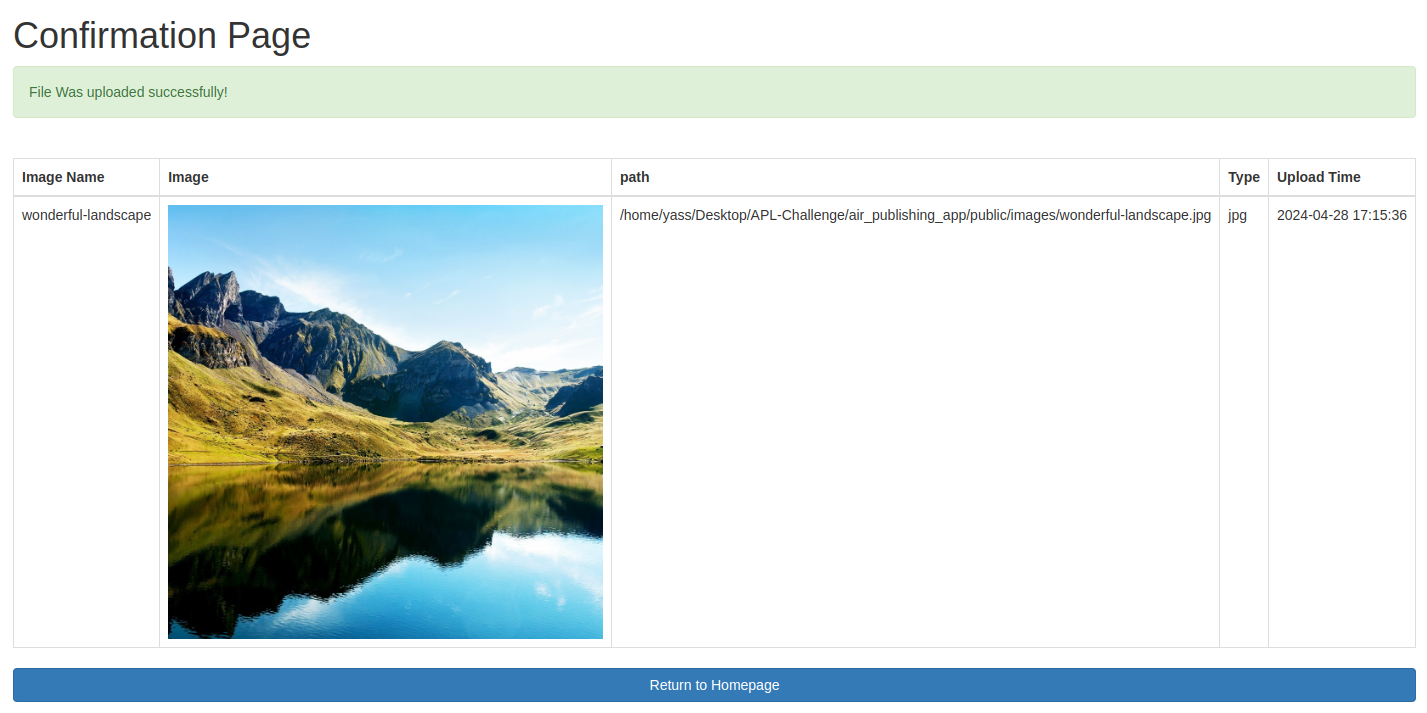 Confirmation Page
File Was uploaded successfully!
Image Name Image path Type Upload Time
wonderful-landscape /home/yass/Desktop/APL-Challenge/air_publishing_app/public/images/wonderful-landscape.jpg jpg 2024-04-28 17:15:36
Return to Homepage